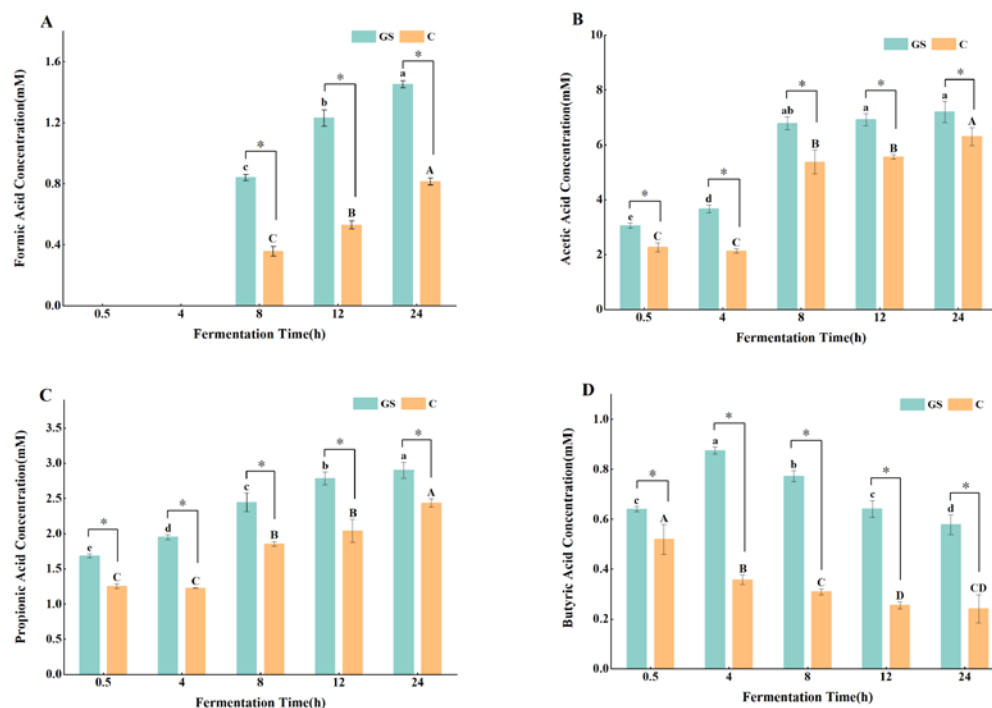 A
GS C
Formic Acid Concentration(mM)
1.6
1.2
0.8
0.4
0.0
* * *
c C b B a A
0.5 4 8 12 24
Fermentation Time(h)
B
GS C
Acetic Acid Concentration(mM)
10
8
6
4
2
0
* * * * *
e C d C ab B a B a A
0.5 4 8 12 24
Fermentation Time(h)
C
GS C
Propionic Acid Concentration(mM)
3.5
3.0
2.5
2.0
1.5
1.0
0.5
0.0
* * * * *
e C d C c B b B a A
0.5 4 8 12 24
Fermentation Time(h)
D
GS C
Butyric Acid Concentration(mM)
1.0
0.8
0.6
0.4
0.2
0.0
* * * * *
c A a B b C c D d CD
0.5 4 8 12 24
Fermentation Time(h)